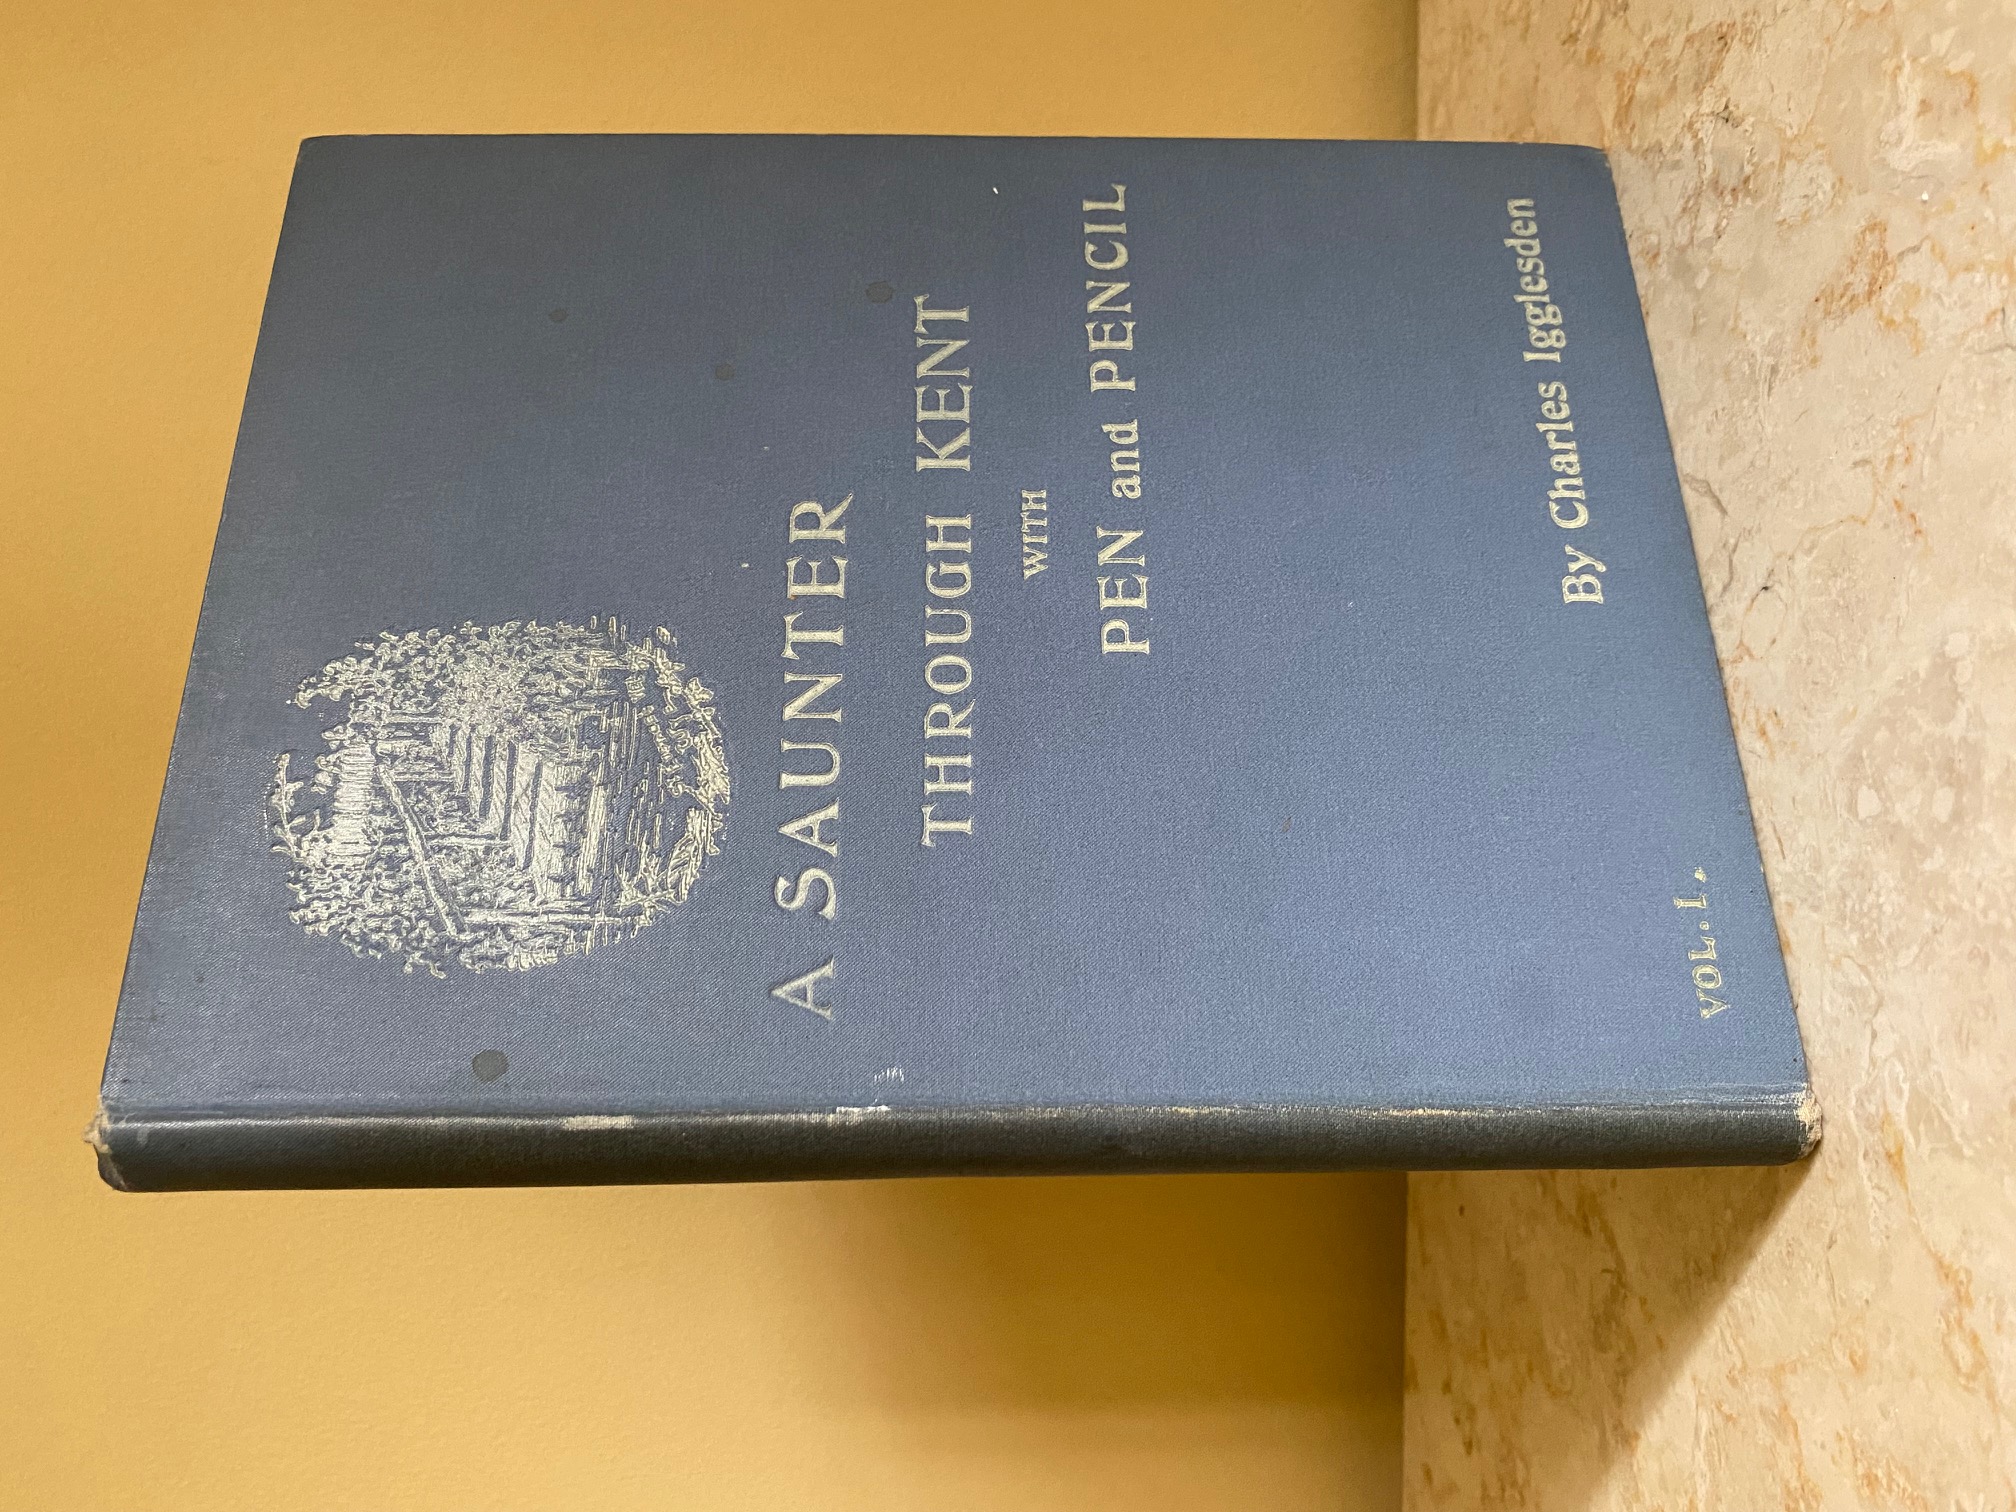 A SAUNTER
THROUGH KENT
WITH
PEN and PENCIL
By Charles Igglesden
VOL. I.